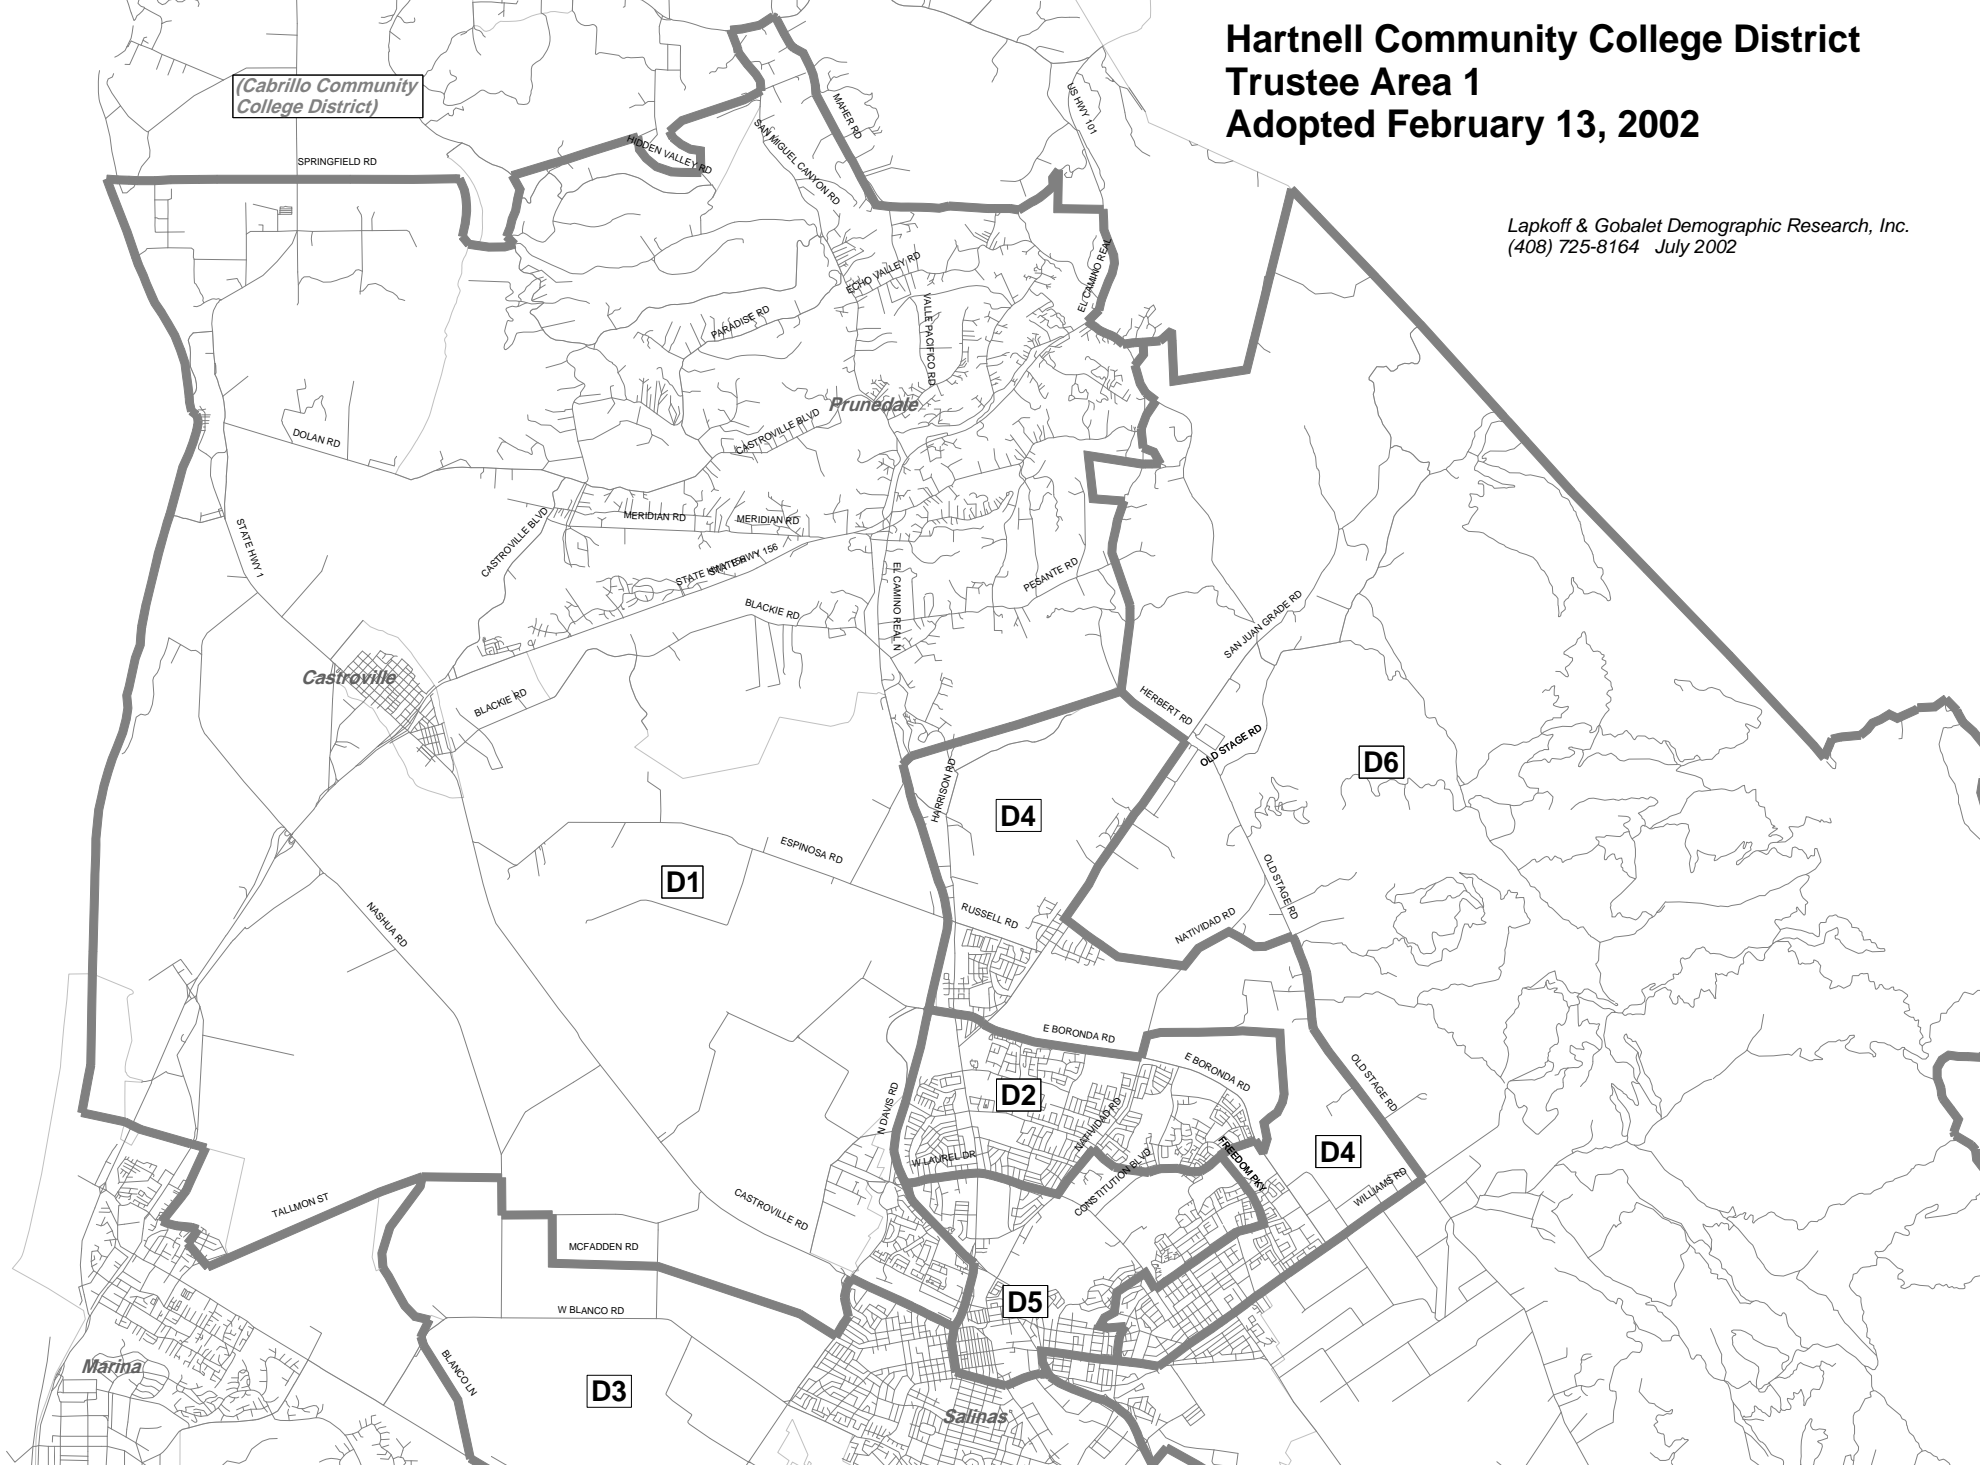 Hartnell Community College District
Trustee Area 1
Adopted February 13, 2002
Lapkoff & Gobalet Demographic Research, Inc.
(408) 725-8164 July 2002
(Cabrillo Community
College District)
SPRINGFIELD RD
HIDDEN VALLEY RD
SAN MIGUEL CANYON RD
MAHER RD
US HWY 101
EL CAMINO REAL
ECHO VALLEY RD
VALLE PACIFICO RD
PARADISE RD
Prunedale
CASTROVILLE BLVD
DOLAN RD
STATE HWY 1
CASTROVILLE BLVD
MERIDIAN RD
MERIDIAN RD
STATE HWY 156
EL CAMINO REAL N
PESANTE RD
BLACKIE RD
SAN JUAN GRADE RD
Castroville
BLACKIE RD
HERBERT RD
OLD STAGE RD
D6
HARRISON RD
D4
ESPINOSA RD
D1
OLD STAGE RD
RUSSELL RD
NATIVIDAD RD
NASHUA RD
E BORONDA RD
E BORONDA RD
OLD STAGE RD
D2
N DAVIS RD
NATIVIDAD RD
W LAUREL DR
CONSTITUTION BLVD
FREEDOM PKY
D4
WILLIAMS RD
TALLMON ST
CASTROVILLE RD
MCFADDEN RD
W BLANCO RD
D5
BLANCO LN
Marina
D3
Salinas